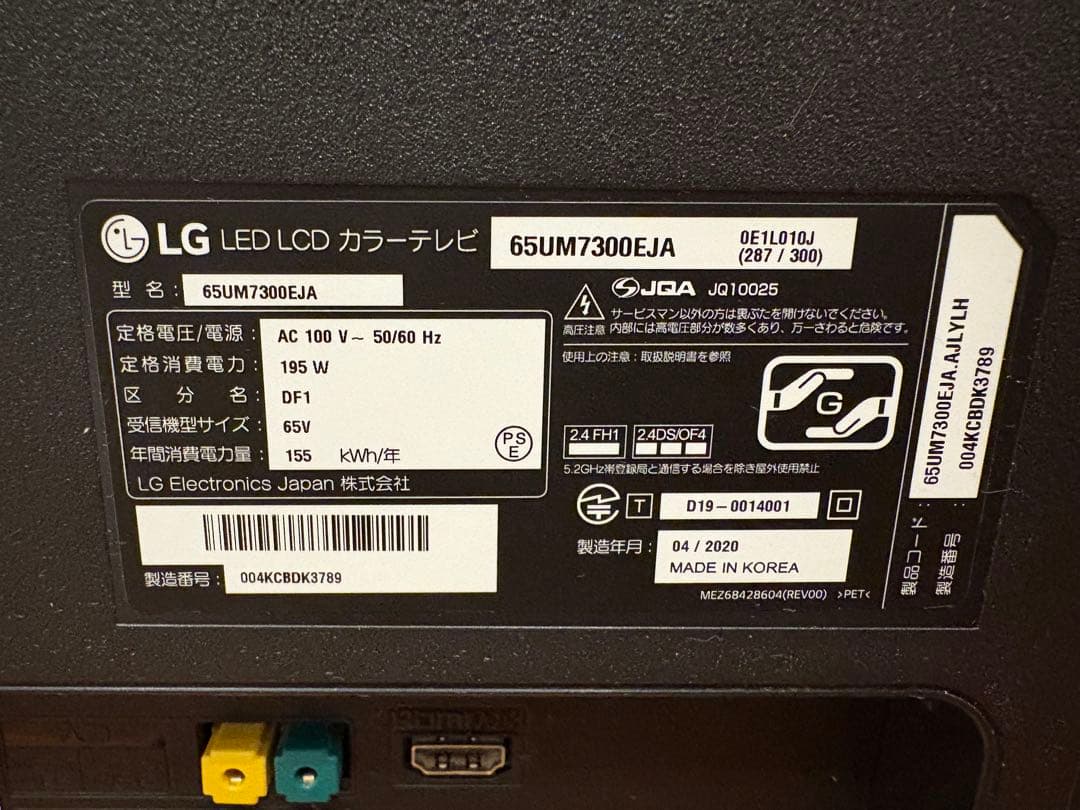 LG LED LCD カラーテレビ 65UM7300EJA 0E1L010J
(287 / 300)
型 名 : 65UM7300EJA
定格電圧/電源 : AC 100 V ~ 50/60 Hz
定格消費電力 : 195 W
区 分 名 : DF1
受信機型サイズ : 65V
年間消費電力量 : 155 kWh/年
PS
E
LG Electronics Japan 株式会社
製造番号 : 004KCBDK3789
JQA JQ10025
サービスマン以外の方は裏ぶたを開けないでください。
高圧注意 内部には高電圧部分が数多くあり、万一さわると危険です。
使用上の注意 : 取扱説明書を参照
G
2.4 FH1 2.4DS/OF4
5.2GHz帯登録局と通信する場合を除き屋外使用禁止
T D19-0014001
製造年月 : 04 / 2020
MADE IN KOREA
MEZ68428604(REV00) >PET<
製品コード : 65UM7300EJA.AJLYLH
製造番号 : 004KCBDK3789